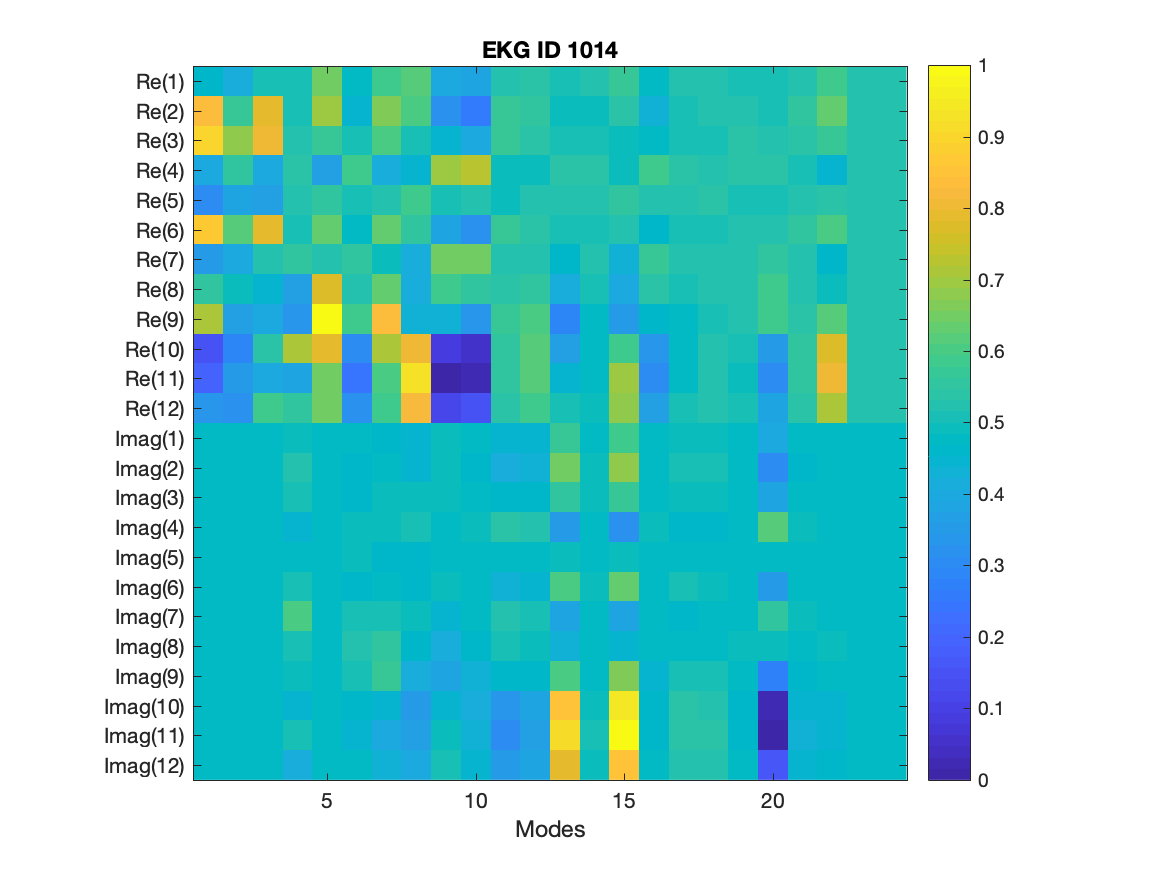 EKG ID 1014
Re(1)
Re(2)
Re(3)
Re(4)
Re(5)
Re(6)
Re(7)
Re(8)
Re(9)
Re(10)
Re(11)
Re(12)
Imag(1)
Imag(2)
Imag(3)
Imag(4)
Imag(5)
Imag(6)
Imag(7)
Imag(8)
Imag(9)
Imag(10)
Imag(11)
Imag(12)
5 10 15 20
Modes
1
0.9
0.8
0.7
0.6
0.5
0.4
0.3
0.2
0.1
0